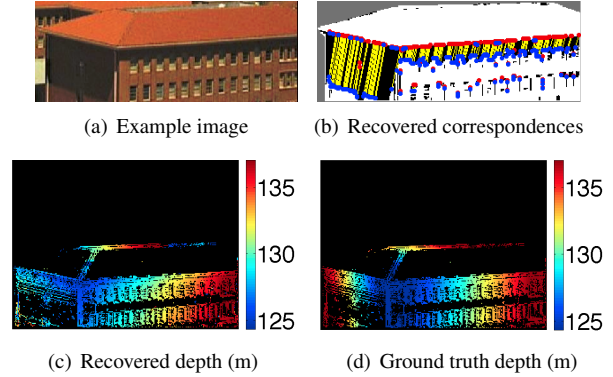 (a) Example image
(b) Recovered correspondences
135
130
125
135
130
125
(c) Recovered depth (m)
(d) Ground truth depth (m)